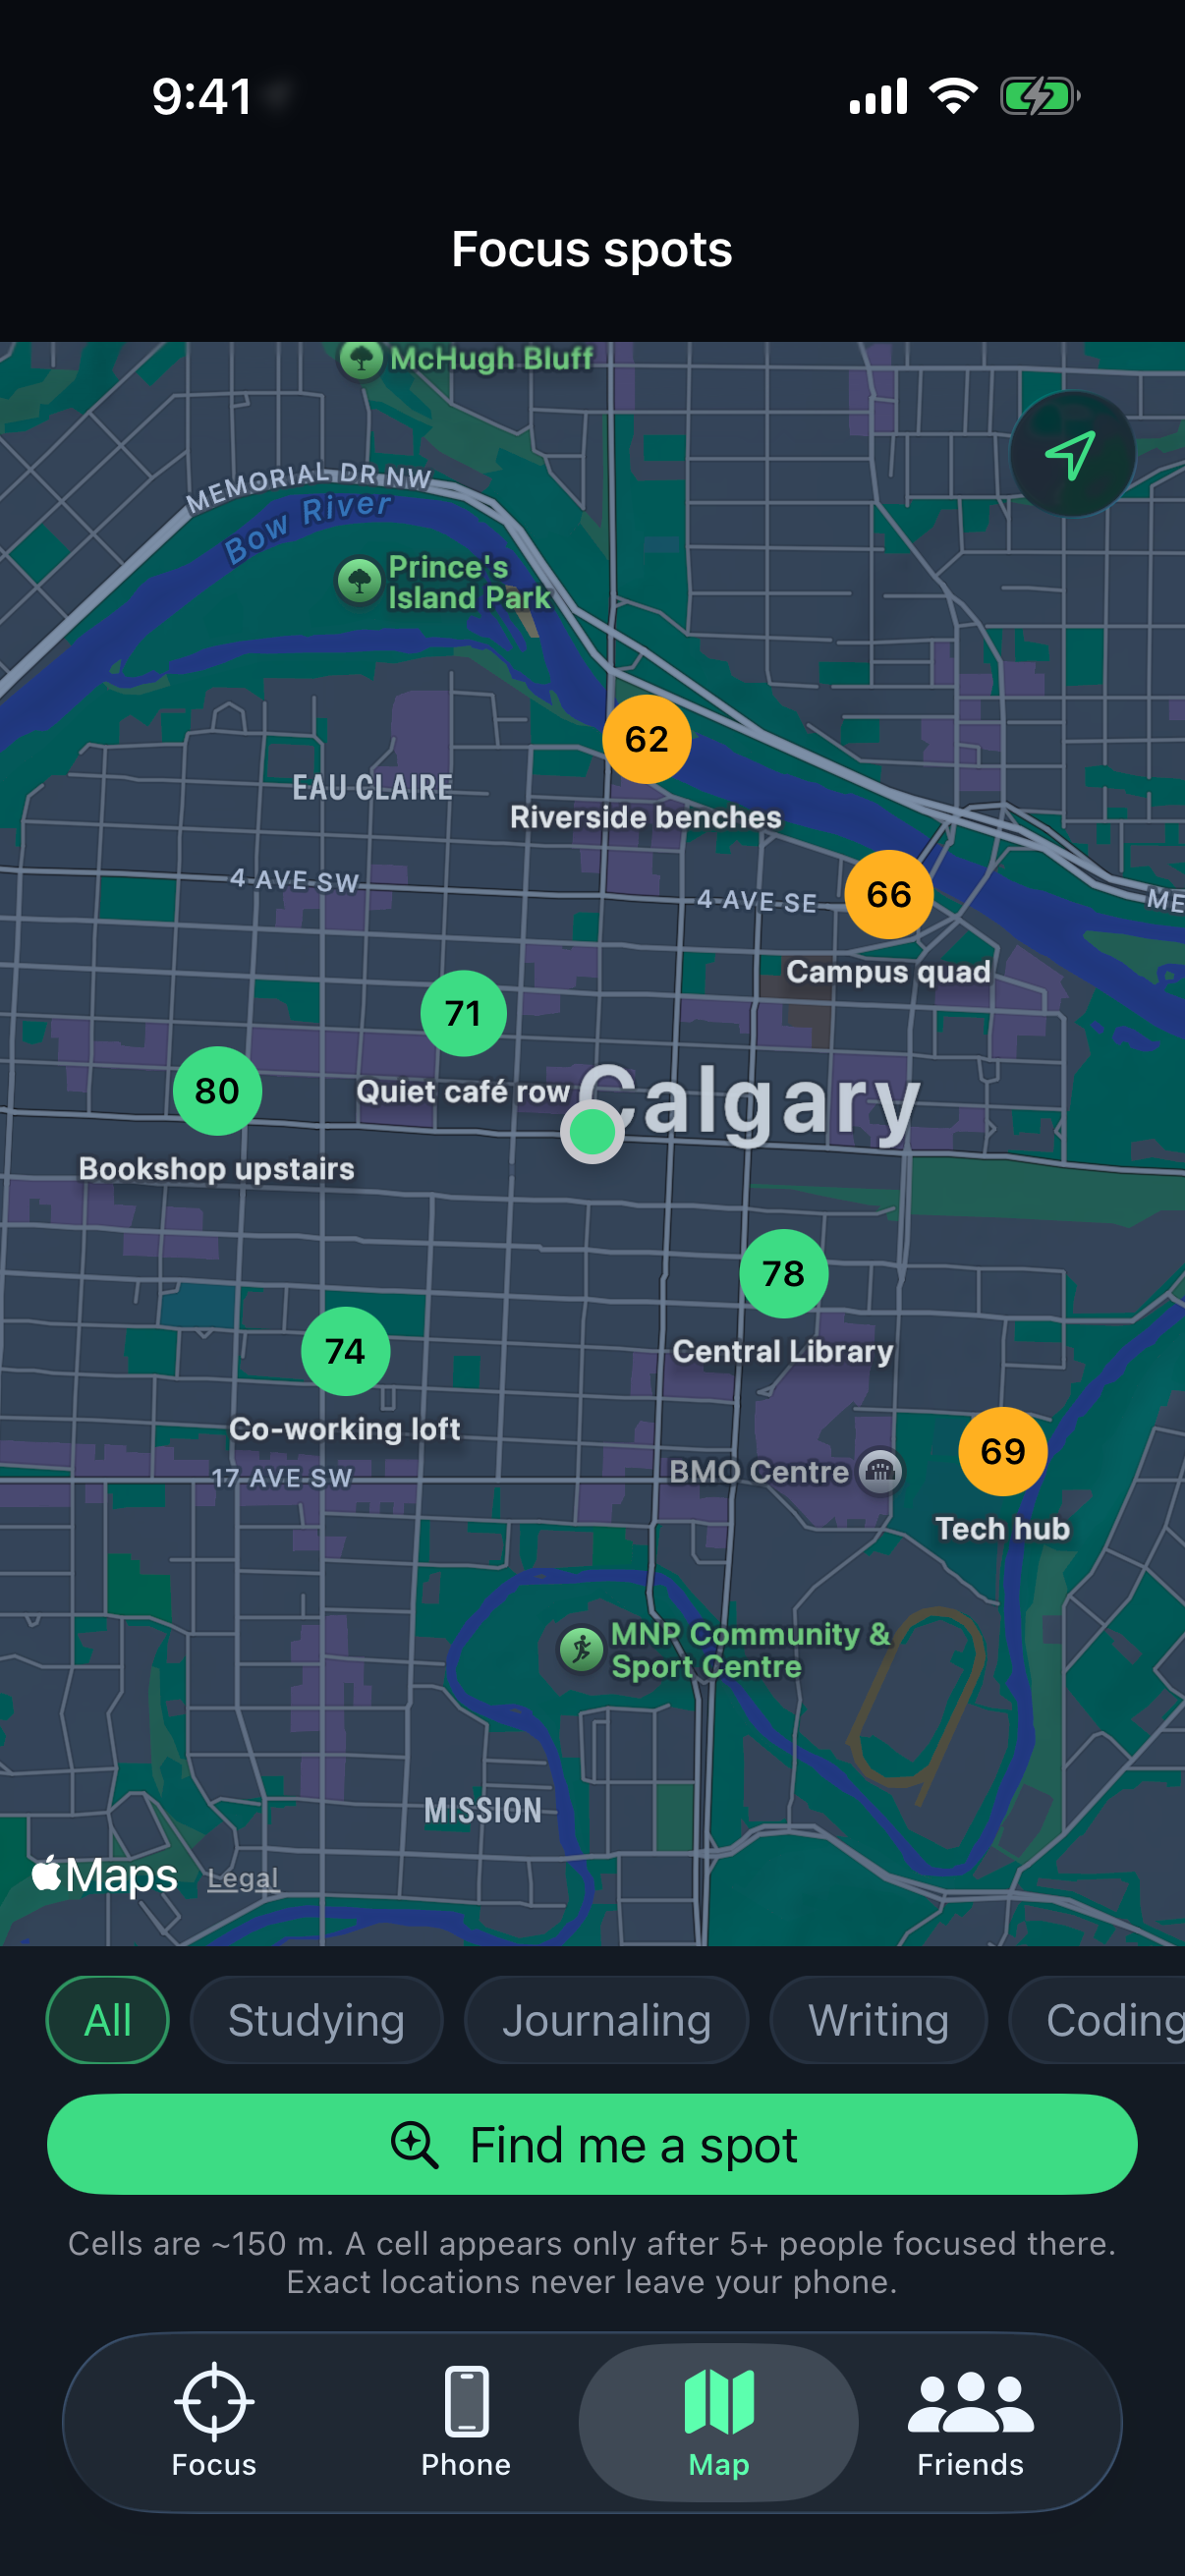 9:41
Focus spots
McHugh Bluff
MEMORIAL DR NW
Bow River
Prince's
Island Park
62
Riverside benches
EAU CLAIRE
4 AVE SW
4 AVE SE
66
ME
Campus quad
71
Quiet café row
Calgary
80
Bookshop upstairs
78
Central Library
74
Co-working loft
17 AVE SW
BMO Centre
69
Tech hub
MNP Community &
Sport Centre
MISSION
Maps
Legal
All
Studying
Journaling
Writing
Coding
Find me a spot
Cells are ~150 m. A cell appears only after 5+ people focused there.
Exact locations never leave your phone.
Focus
Phone
Map
Friends